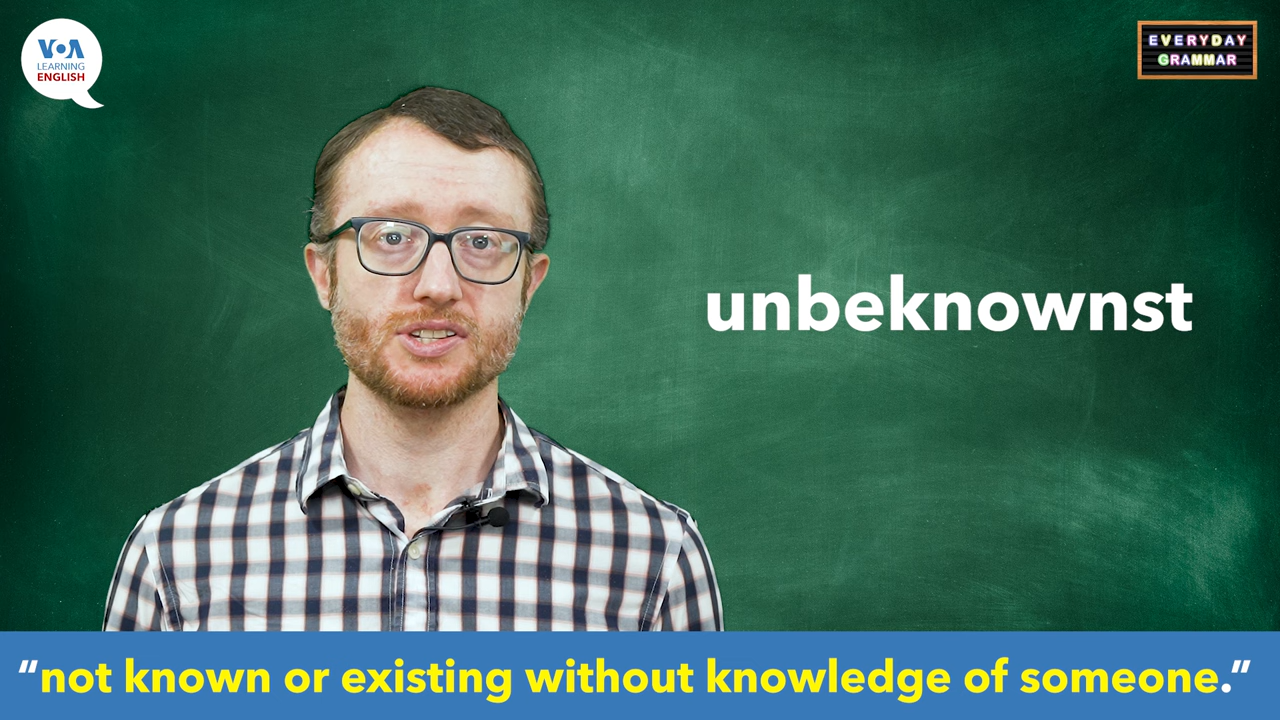 VOA
LEARNING
ENGLISH
EVERYDAY
GRAMMAR
unbeknownst
“not known or existing without knowledge of someone.”